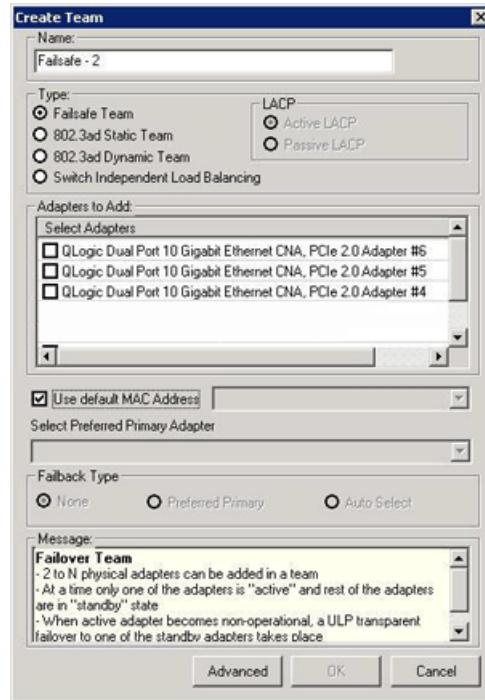 Create Team
Name:
Failsafe - 2
Type:
Failsafe Team
802.3ad Static Team
802.3ad Dynamic Team
Switch Independent Load Balancing
LACP
Active LACP
Passive LACP
Adapters to Add:
Select Adapters
QLogic Dual Port 10 Gigabit Ethernet CNA, PCIe 2.0 Adapter #6
QLogic Dual Port 10 Gigabit Ethernet CNA, PCIe 2.0 Adapter #5
QLogic Dual Port 10 Gigabit Ethernet CNA, PCIe 2.0 Adapter #4
Use default MAC Address
Select Preferred Primary Adapter
Failback Type
None
Preferred Primary
Auto Select
Message:
Failover Team
- 2 to N physical adapters can be added in a team
- At a time only one of the adapters is "active" and rest of the adapters
are in "standby" state
- When active adapter becomes non-operational, a ULP transparent
failover to one of the standby adapters takes place
Advanced
OK
Cancel